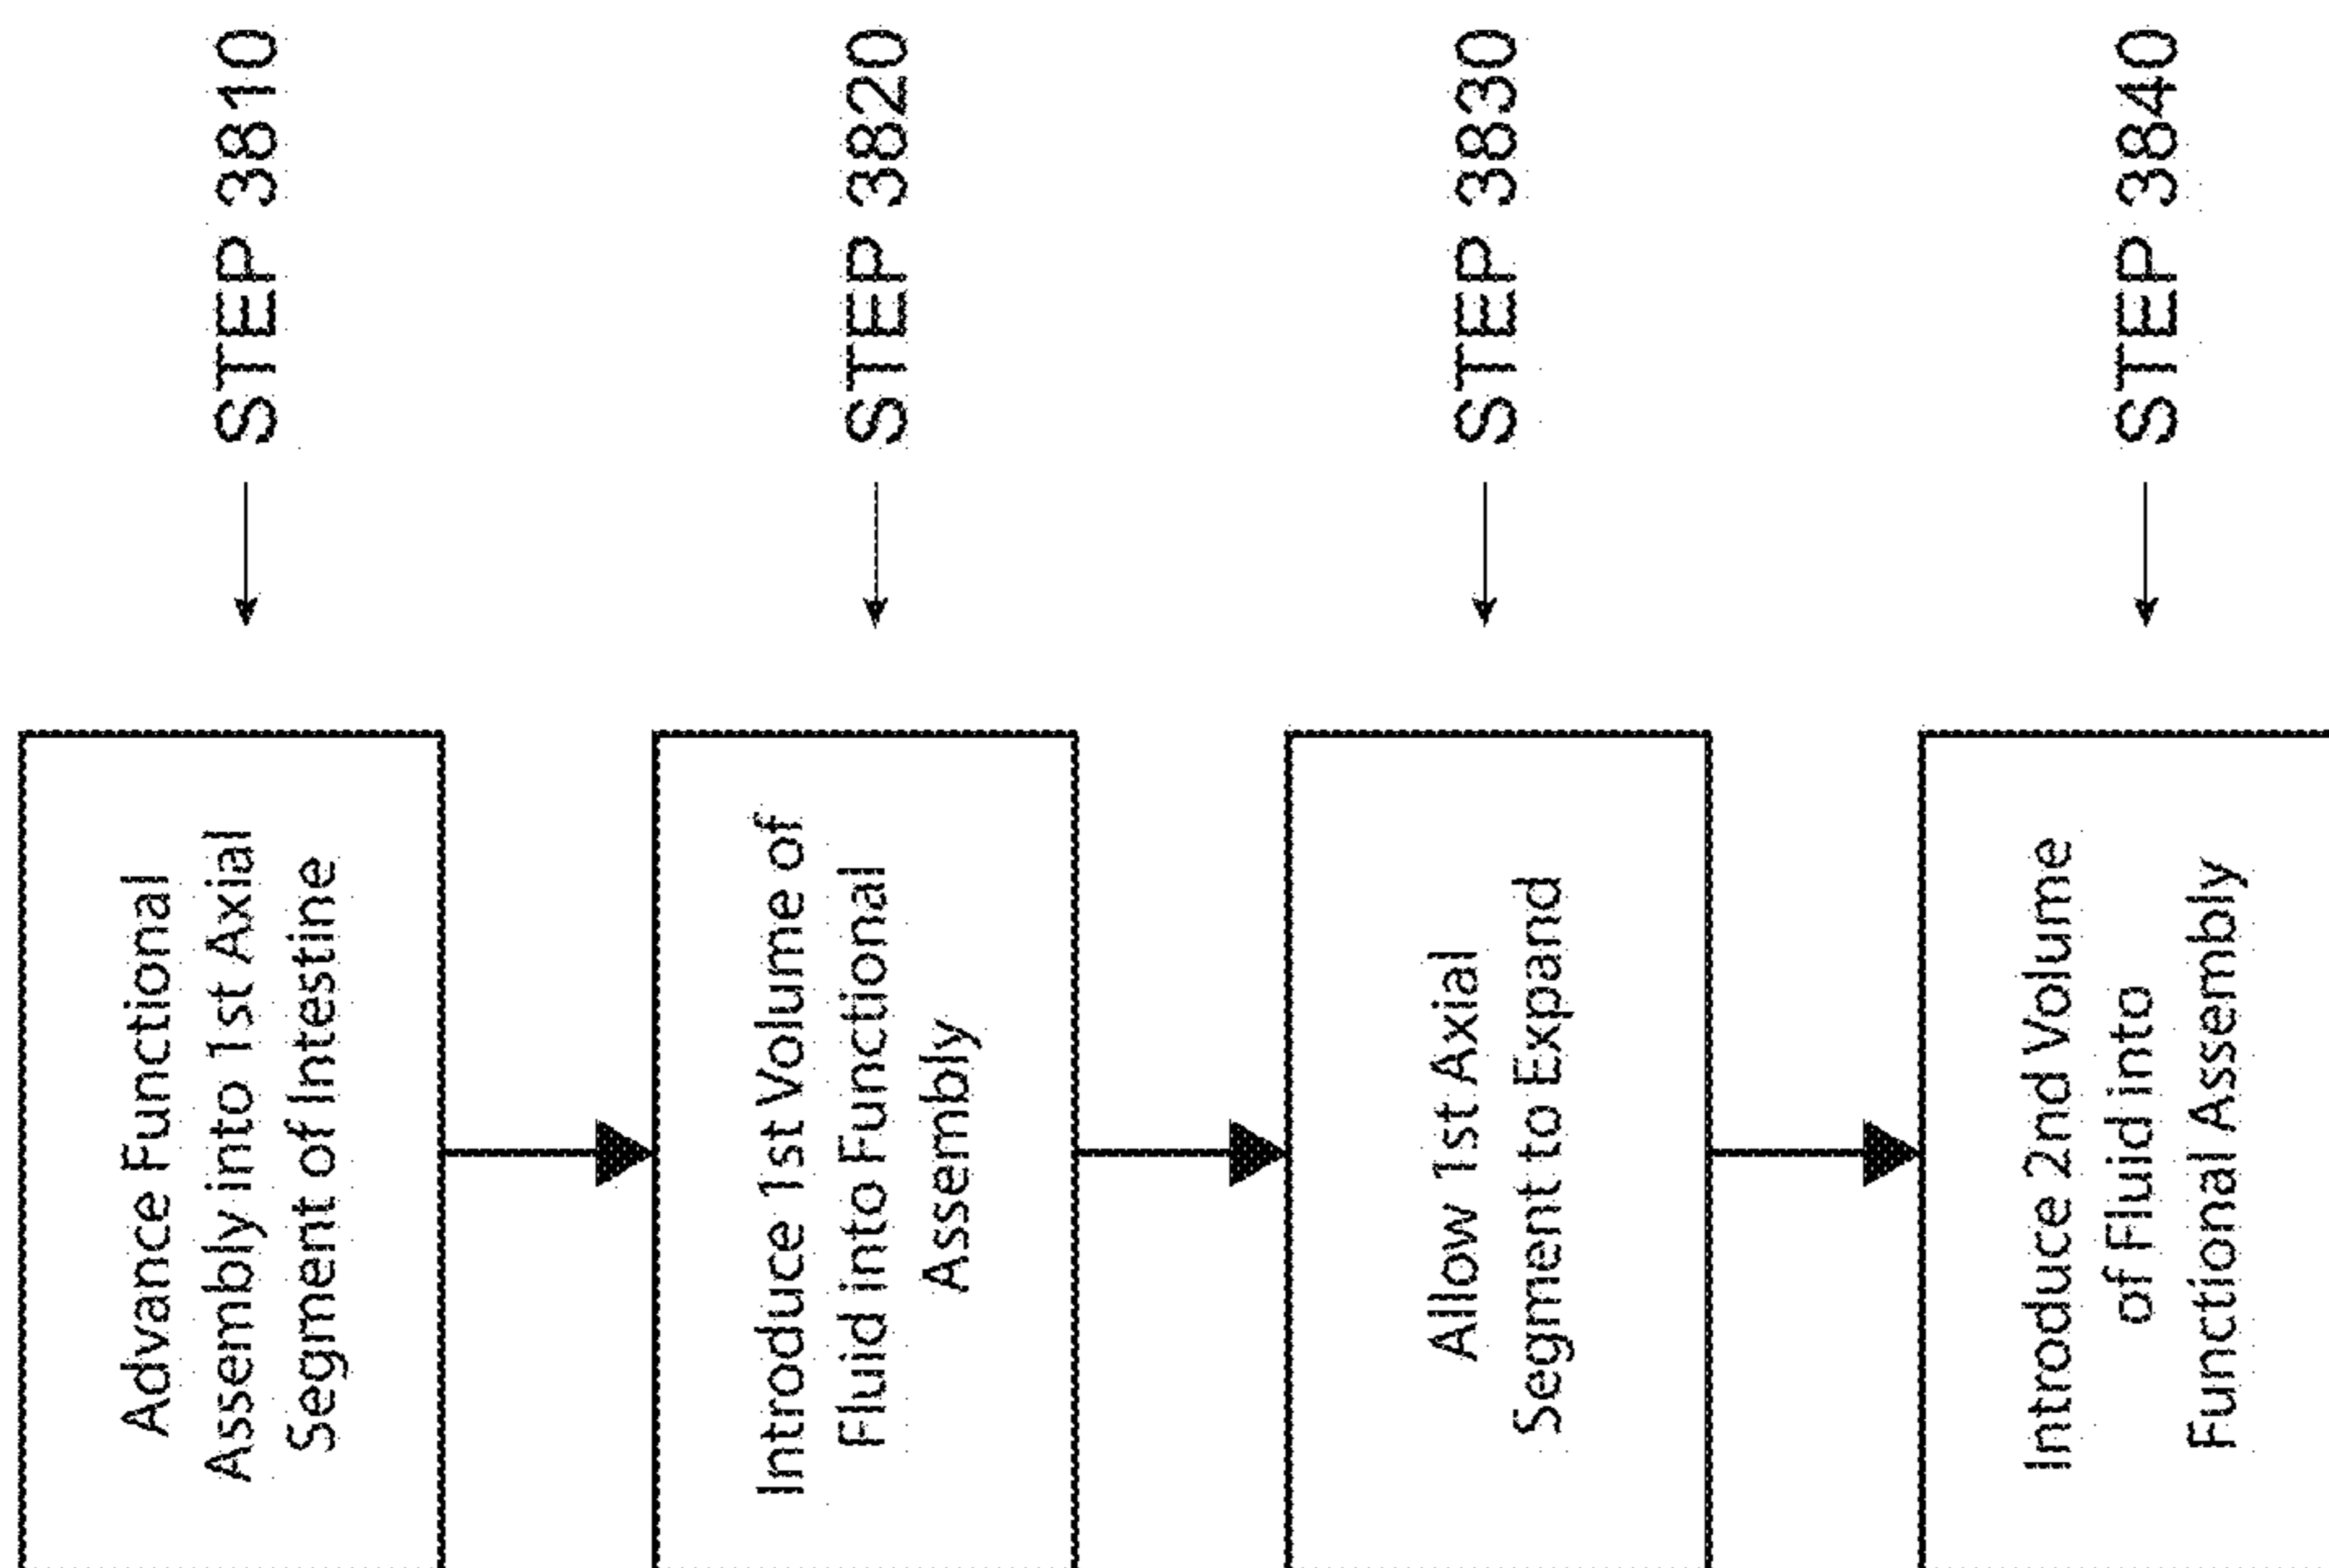 Advance Functional
Assembly into 1st Axial
Segment of Intestine
STEP 3810
Introduce 1st Volume of
Fluid into Functional
Assembly
STEP 3820
Allow 1st Axial
Segment to Expand
STEP 3830
Introduce 2nd Volume
of Fluid into
Functional Assembly
STEP 3840